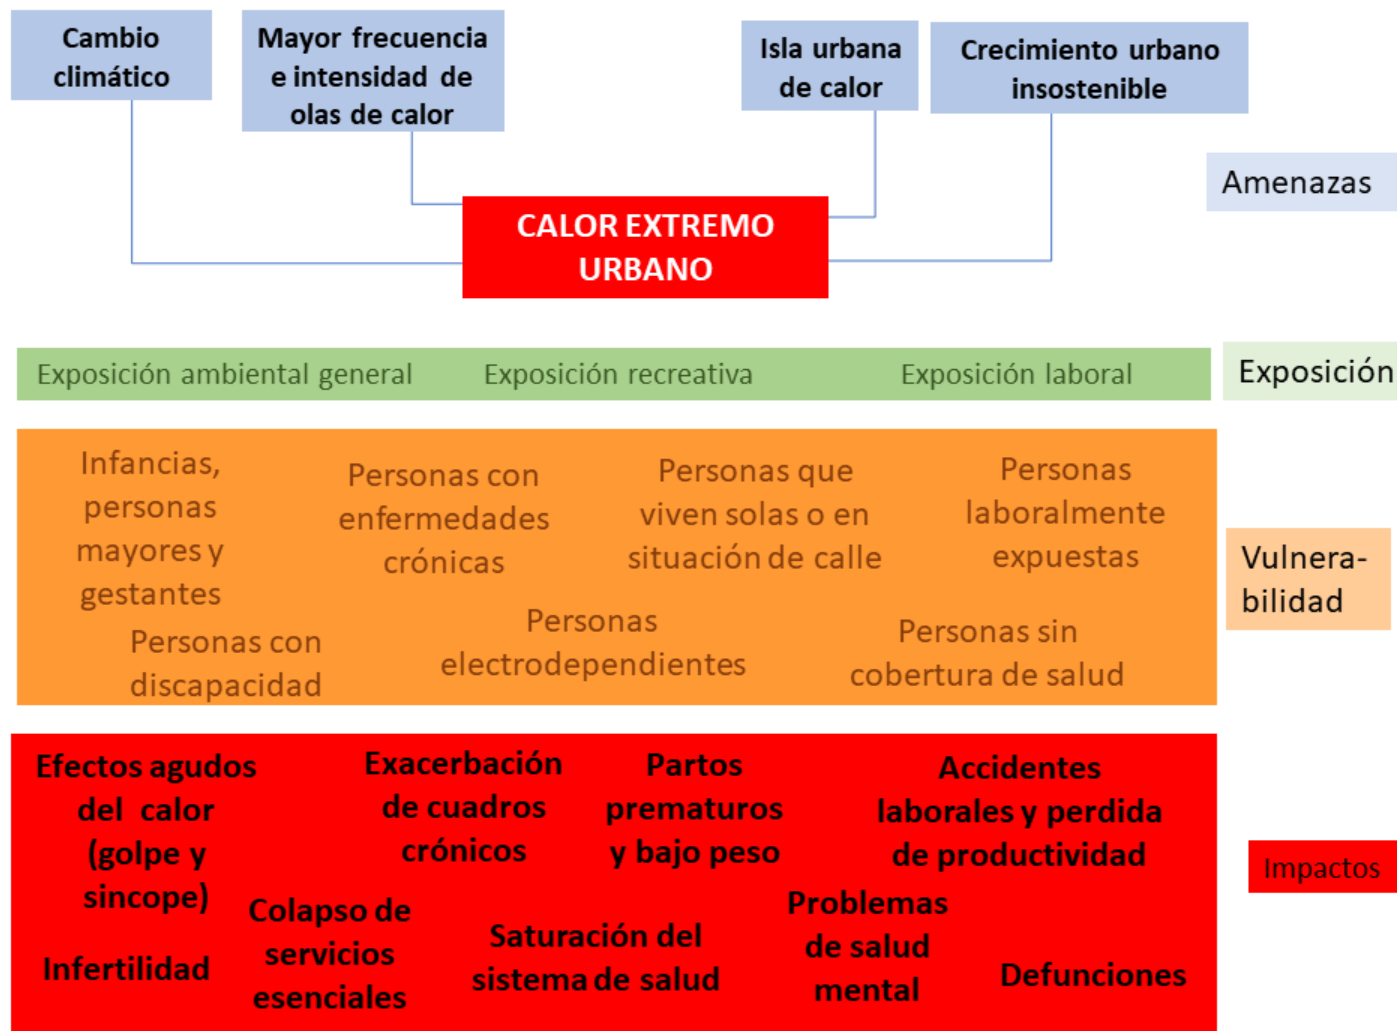 Cambio
climático
Mayor frecuencia
e intensidad de
olas de calor
Isla urbana
de calor
Crecimiento urbano
insostenible
Amenazas
CALOR EXTREMO
URBANO
Exposición ambiental general
Exposición recreativa
Exposición laboral
Exposición
Infancias,
personas
mayores y
gestantes
Personas con
enfermedades
crónicas
Personas que
viven solas o en
situación de calle
Personas
laboralmente
expuestas
Personas con
discapacidad
Personas
electrodependientes
Personas sin
cobertura de salud
Vulnera-
bilidad
Efectos agudos
del calor
(golpe y
sincope)
Exacerbación
de cuadros
crónicos
Partos
prematuros
y bajo peso
Accidentes
laborales y perdida
de productividad
Infertilidad
Colapso de
servicios
esenciales
Saturación del
sistema de salud
Problemas
de salud
mental
Defunciones
Impactos